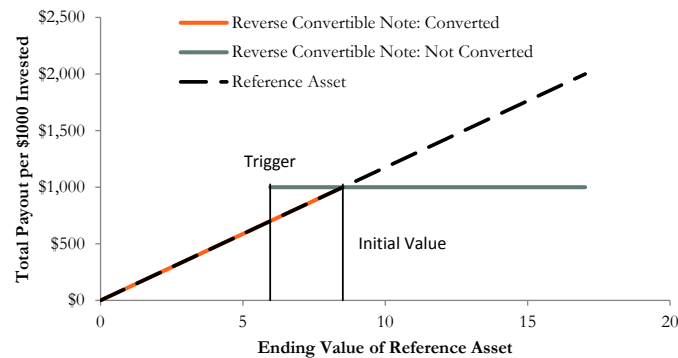 $2,500
$2,000
$1,500
$1,000
$500
$0
Total Payout per $1000 Invested
Reverse Convertible Note: Converted
Reverse Convertible Note: Not Converted
Reference Asset
Trigger
Initial Value
0
5
10
15
20
Ending Value of Reference Asset